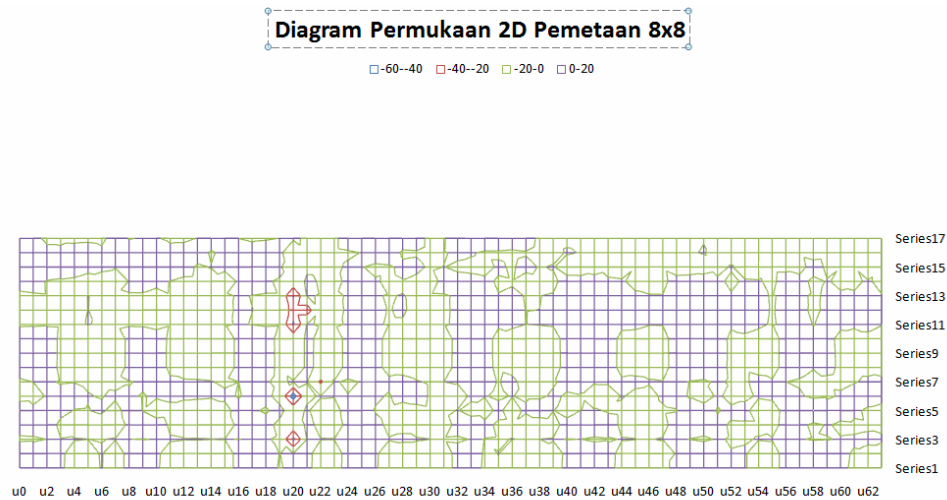 Diagram Permukaan 2D Pemetaan 8x8
-60--40 -40--20 -20-0 0-20
Series17
Series15
Series13
Series11
Series9
Series7
Series5
Series3
Series1
u0 u2 u4 u6 u8 u10 u12 u14 u16 u18 u20 u22 u24 u26 u28 u30 u32 u34 u36 u38 u40 u42 u44 u46 u48 u50 u52 u54 u56 u58 u60 u62